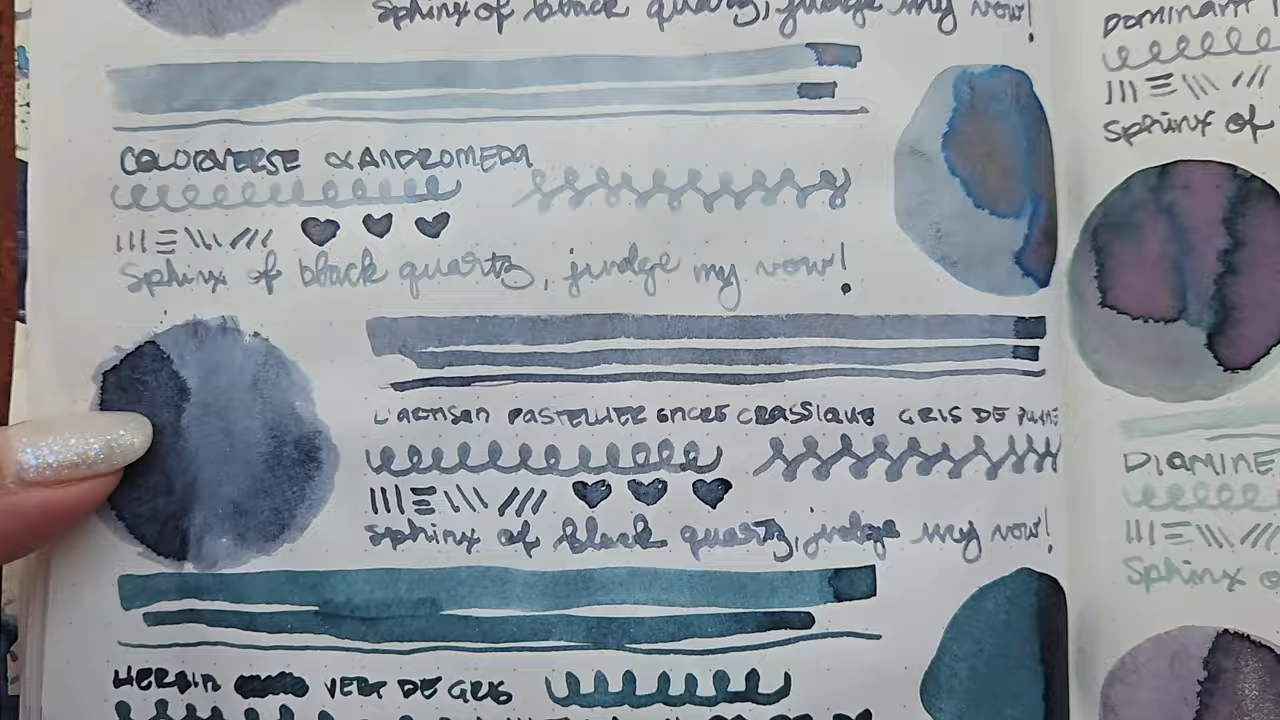 Sphinx of black quartz, judge my vow!
COLORVERSE α ANDROMEDA
Sphinx of black quartz, judge my vow!
L'ARTISAN PASTELLIER ENCRE CLASSIQUE GRIS DE
Sphinx of black quartz, judge my vow!
HERBIN VERT DE GRIS
DOMINANT
Sphinx of
DIAMINE
Sphinx